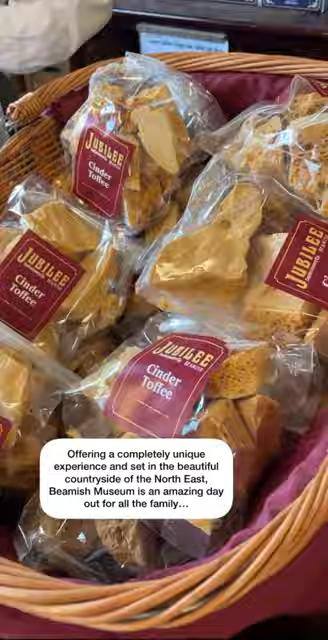 JUBILEE
Cinder
Toffee
JUBILEE
Cinder
Toffee
JUBILEE
JUBILEE
Cinder
Toffee
Offering a completely unique
experience and set in the beautiful
countryside of the North East,
Beamish Museum is an amazing day
out for all the family...